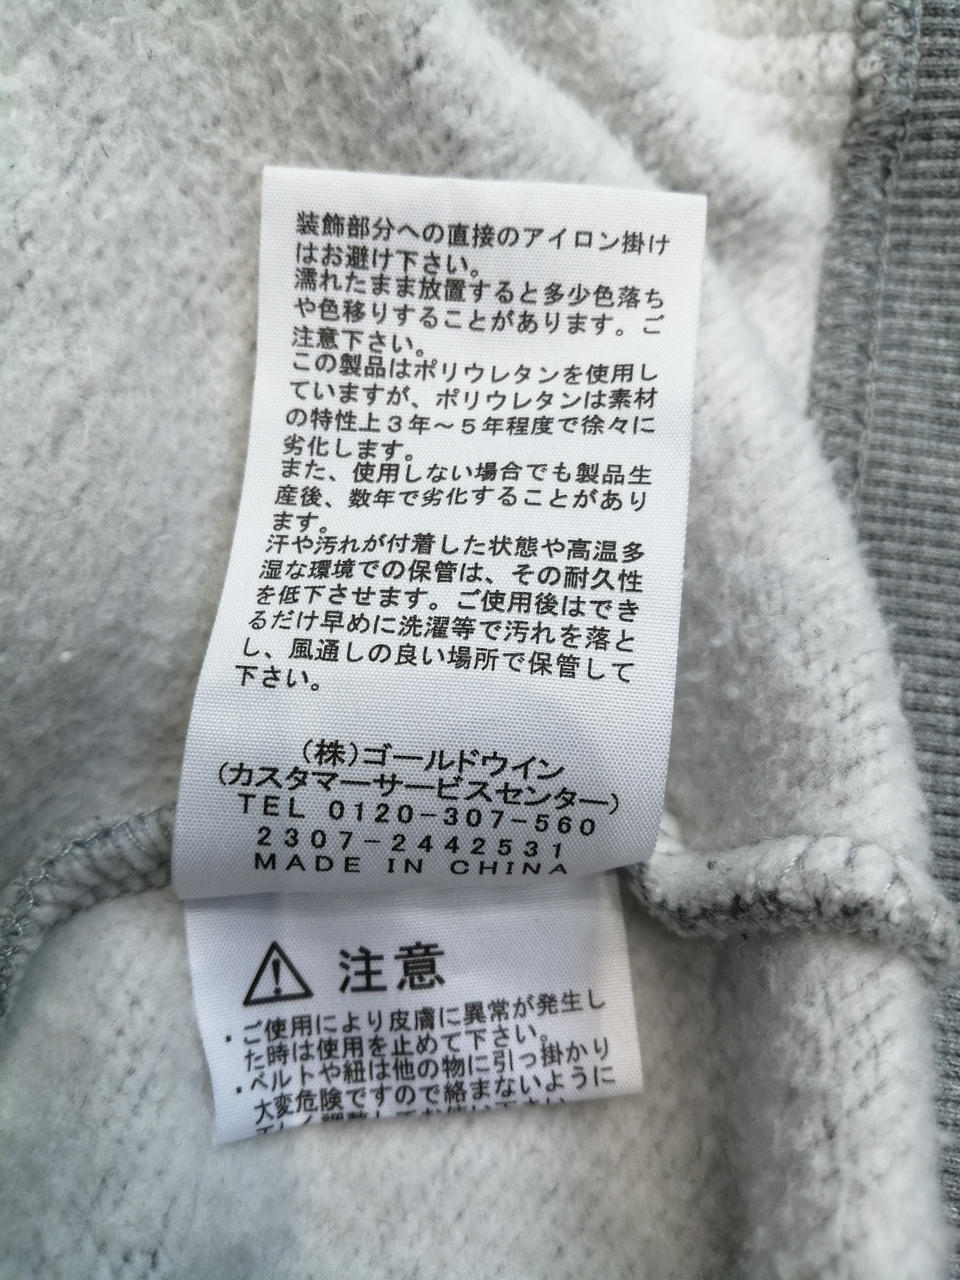 装飾部分への直接のアイロン掛け
はお避け下さい。
濡れたまま放置すると多少色落ち
や色移りすることがあります。ご
注意下さい。
この製品はポリウレタンを使用し
ていますが、ポリウレタンは素材
の特性上3年～5年程度で徐々に
劣化します。
また、使用しない場合でも製品生
産後、数年で劣化することがあり
ます。
汗や汚れが付着した状態や高温多
湿な環境での保管は、その耐久性
を低下させます。ご使用後はでき
るだけ早めに洗濯等で汚れを落と
し、風通しの良い場所で保管して
下さい。
(株)ゴールドウイン
(カスタマーサービスセンター)
TEL 0120-307-560
2307-2442531
MADE IN CHINA
注意
・ご使用により皮膚に異常が発生し
た時は使用を止めて下さい。
・ベルトや紐は他の物に引っ掛かり
大変危険ですので絡まないように